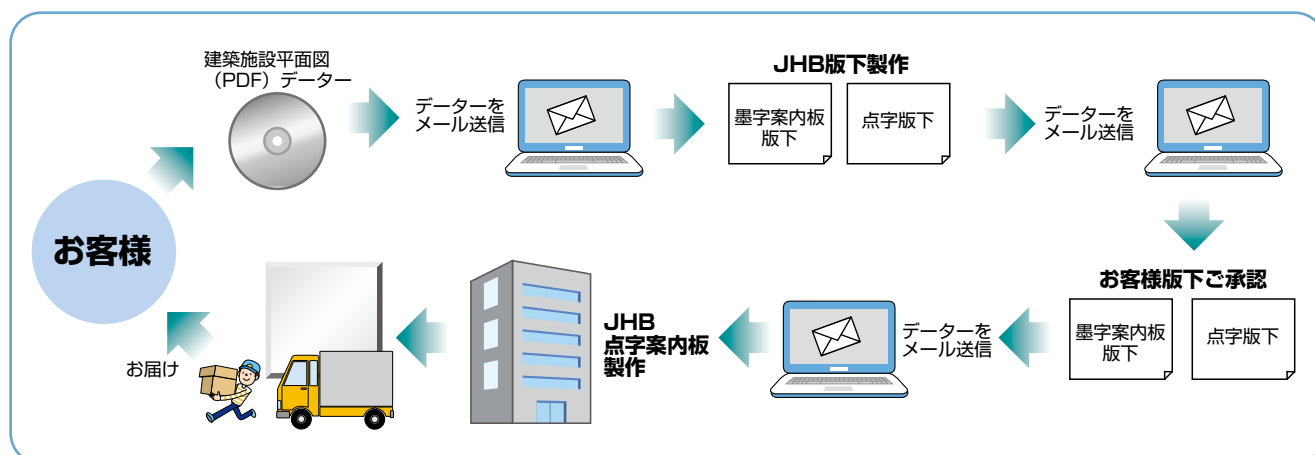 建築施設平面図
（PDF）データー
データーを
メール送信
JHB版下製作
墨字案内板
版下
点字版下
データーを
メール送信
お客様版下ご承認
墨字案内板
版下
点字版下
データーを
メール送信
JHB
点字案内板
製作
お届け
お客様